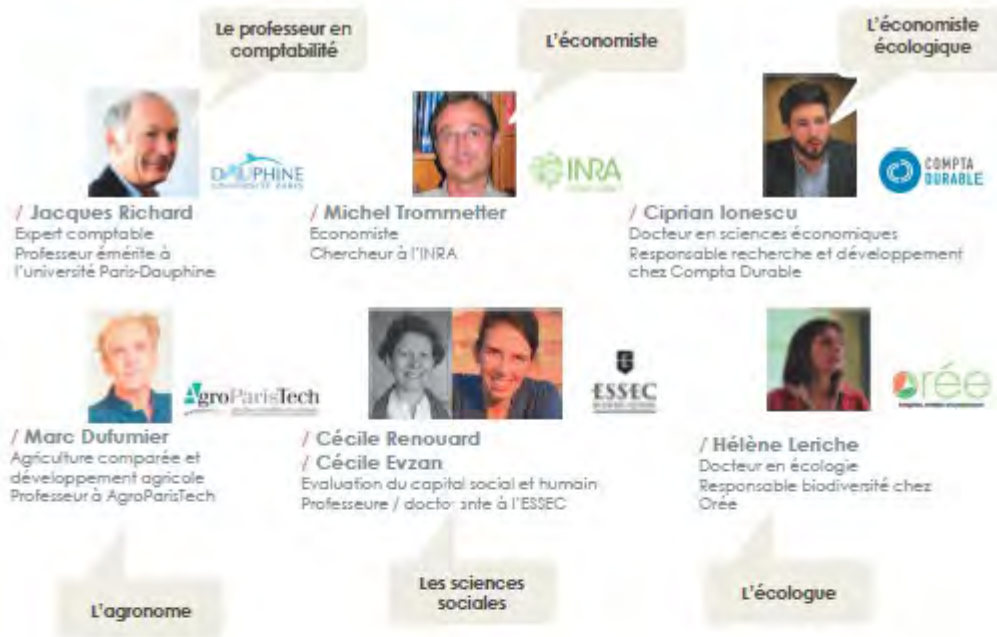 Le professeur en
comptabilité
L'économiste
L'économiste
écologique
DAUPHINE
UNIVERSITÉ PARIS
INRA
COMPTA
DURABLE
/ Jacques Richard
Expert comptable
Professeur émérite à
l'université Paris-Dauphine
/ Michel Trommetter
Economiste
Chercheur à l'INRA
/ Ciprian Ionescu
Docteur en sciences économiques
Responsable recherche et développement
chez Compta Durable
AgroParisTech
ESSEC
orée
/ Marc Dufumier
Agriculture comparée et
développement agricole
Professeur à AgroParisTech
/ Cécile Renouard
/ Cécile Evzan
Evaluation du capital social et humain
Professeure / doctorante à l'ESSEC
/ Hélène Leriche
Docteur en écologie
Responsable biodiversité chez
Orée
L'agronome
Les sciences
sociales
L'écologue